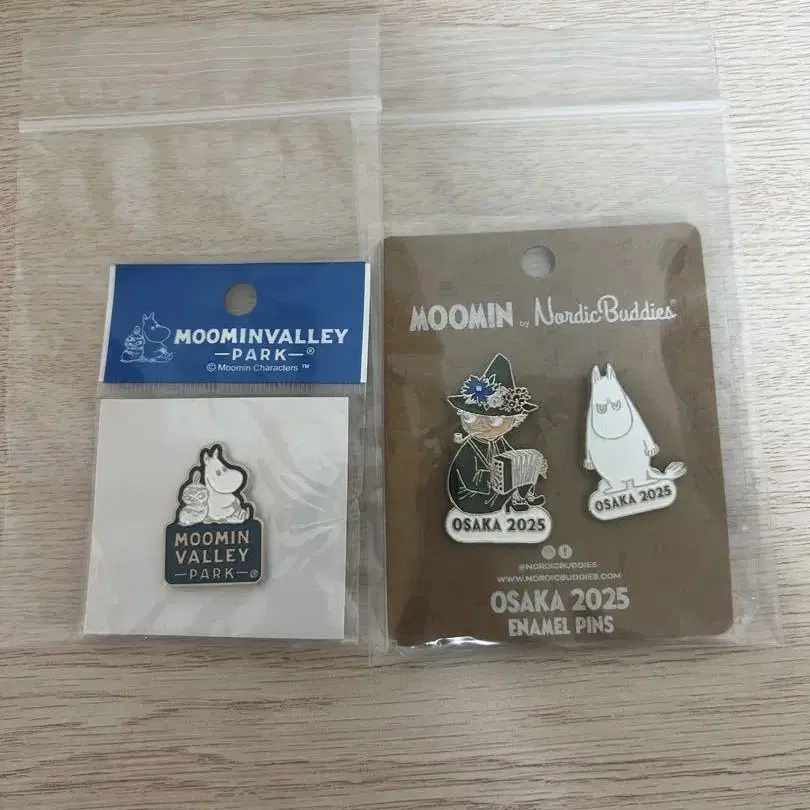 MOOMINVALLEY
—PARK—®
© Moomin Characters ™
MOOMIN
VALLEY
—PARK—®
MOOMIN by NordicBuddies®
OSAKA 2025
OSAKA 2025
@NORDICBUDDIES
WWW.NORDICBUDDIES.COM
OSAKA 2025
ENAMEL PINS